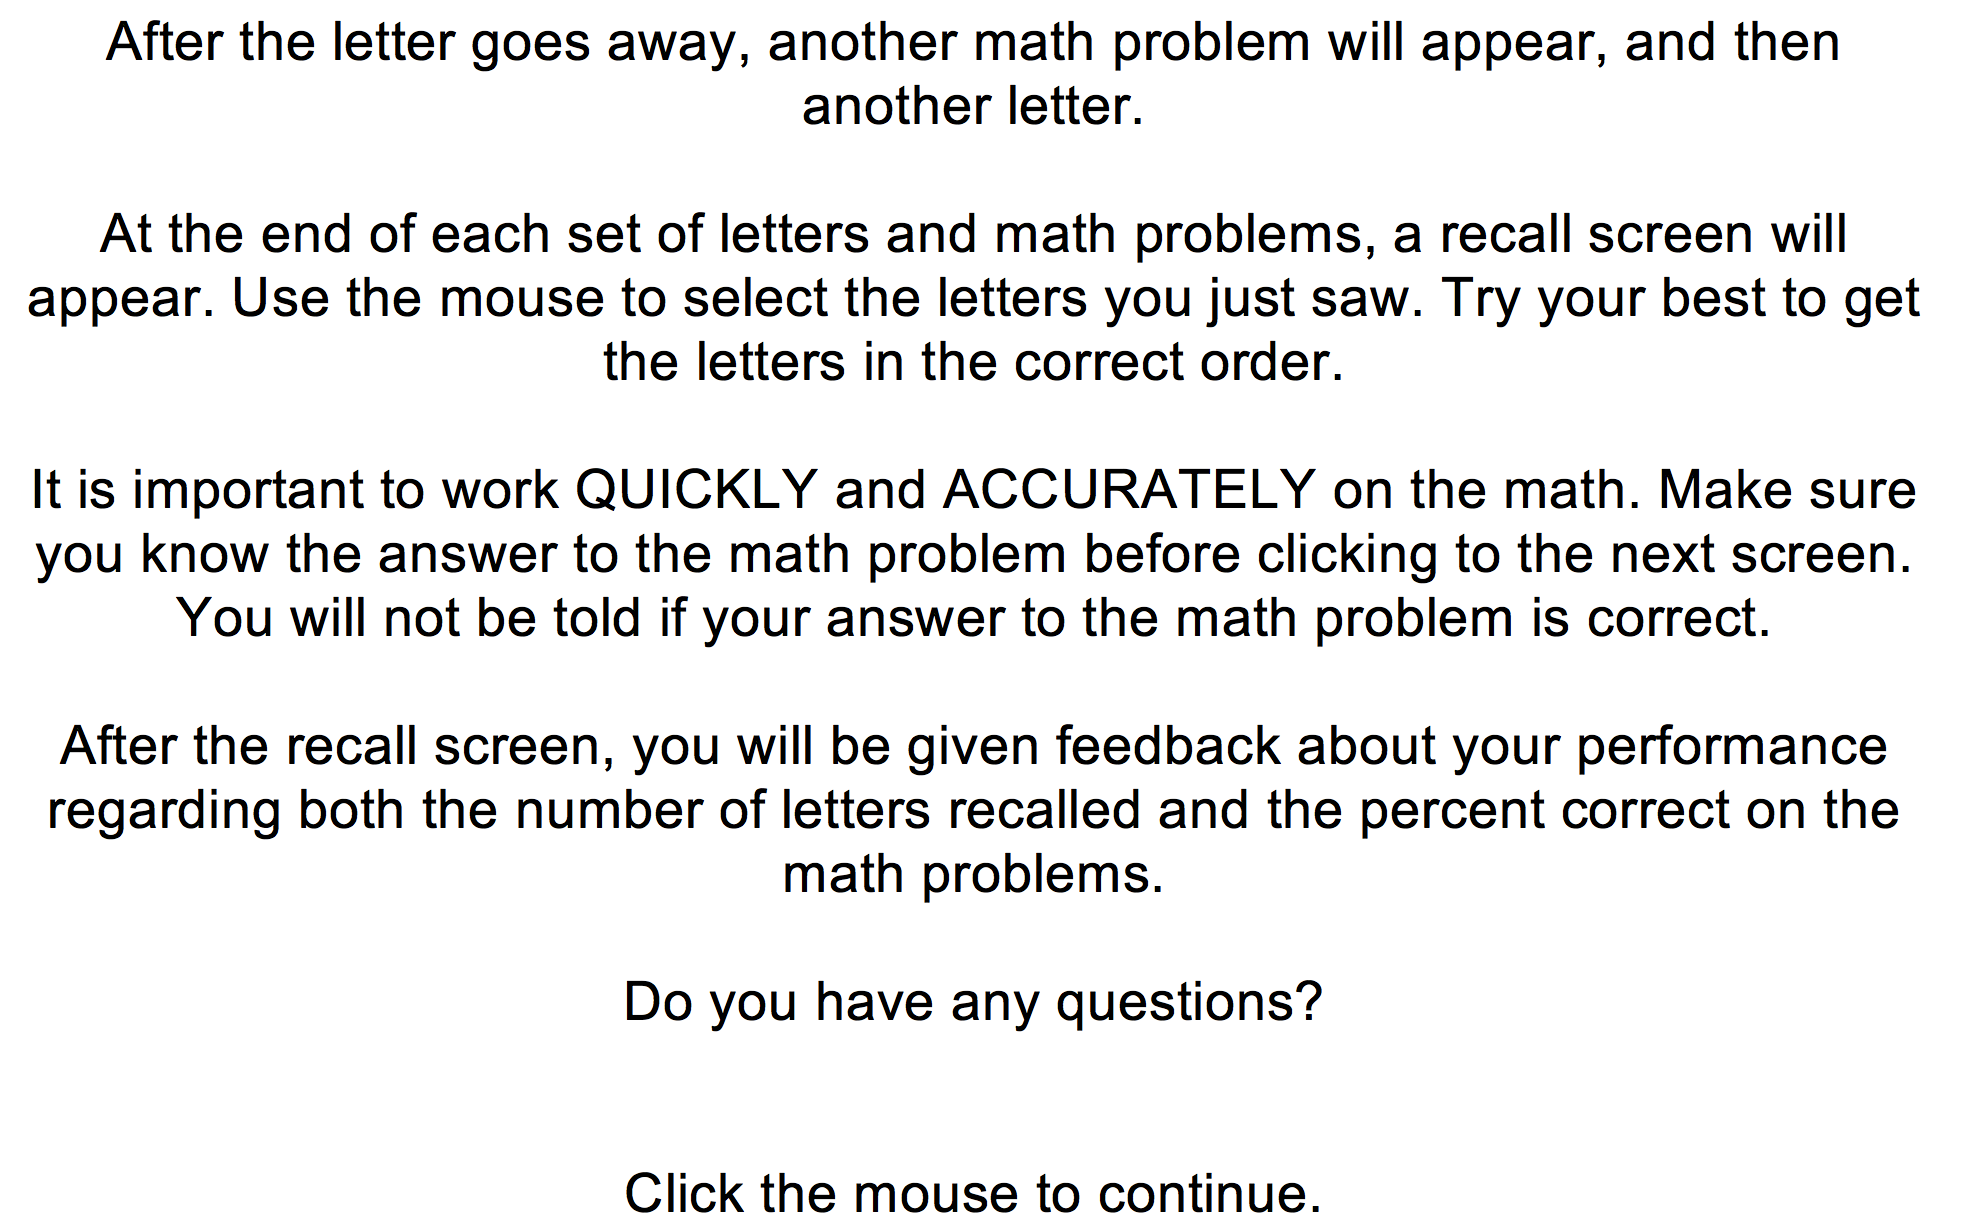 After the letter goes away, another math problem will appear, and then
another letter.
At the end of each set of letters and math problems, a recall screen will
appear. Use the mouse to select the letters you just saw. Try your best to get
the letters in the correct order.
It is important to work QUICKLY and ACCURATELY on the math. Make sure
you know the answer to the math problem before clicking to the next screen.
You will not be told if your answer to the math problem is correct.
After the recall screen, you will be given feedback about your performance
regarding both the number of letters recalled and the percent correct on the
math problems.
Do you have any questions?
Click the mouse to continue.